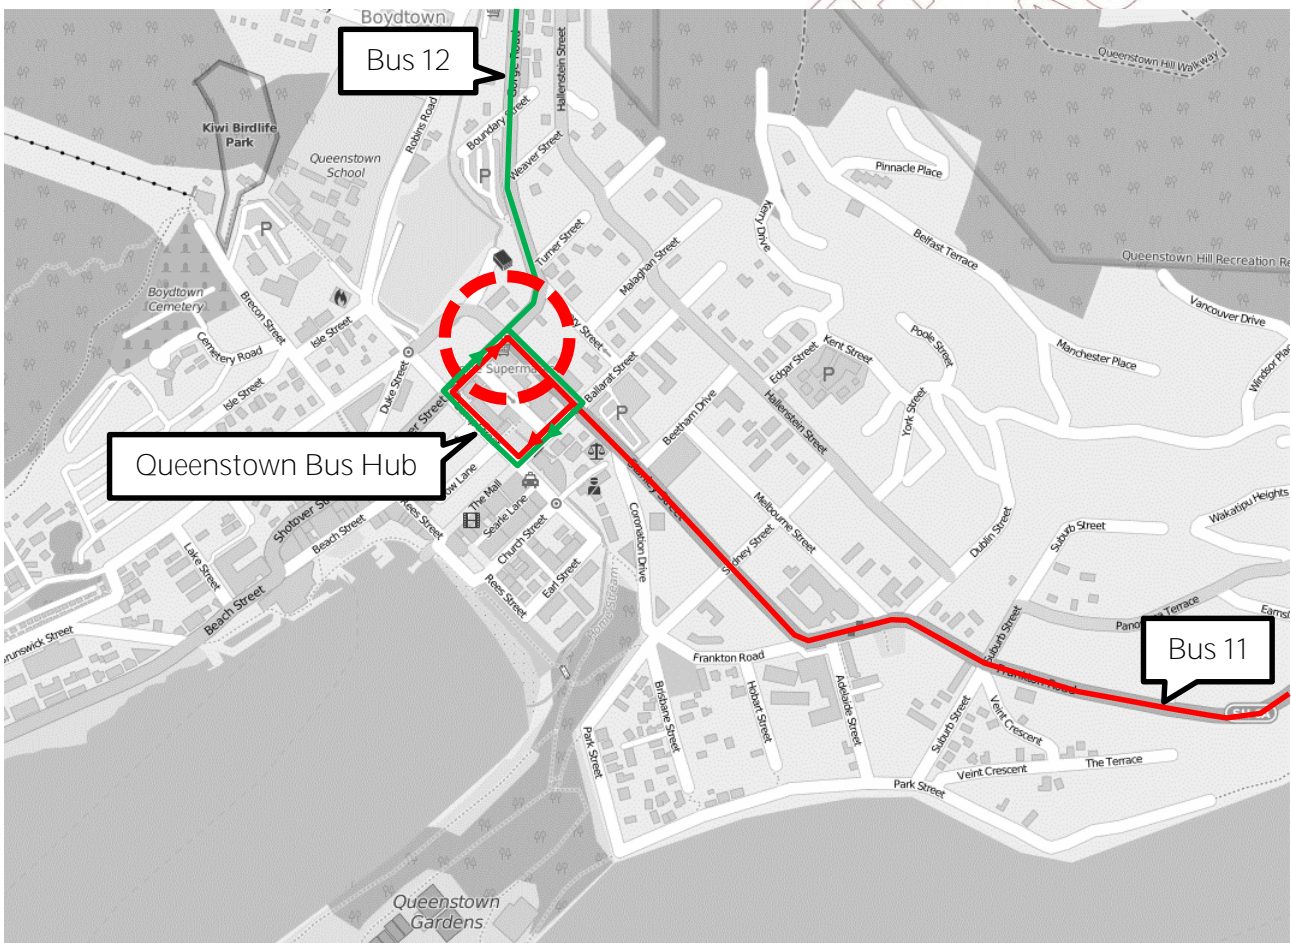 Boydtown
Bus 12
Gorge Road
Hallenstein Street
Queenstown Hill Walkway
Kiwi Birdlife
Park
Robins Road
Boundary Street
Queenstown
School
Weaver Street
P
P
Pinnacle Place
Kerry Drive
Belfast Terrace
Turner Street
Malaghan Street
Queenstown Hill Recreation Re
Boydtown
Cemetery
Brecon Street
Isle Street
Vancouver Drive
Cemetery Road
Poole Street
Kent Street
Manchester Place
Windsor Place
Duke Street
Isle Street
Ballarat Street
Edgar Street
P
P
York Street
Beetham Drive
Hallenstein Street
Queenstown Bus Hub
Stanley Street
Melbourne Street
The Mall
Searle Lane
Church Street
Rees Street
Coronation Drive
Wakatipu Heights
Suburb Street
Dublin Street
Shotover
Beach Street
Lake Street
Sydney Street
Earl Street
Rees Street
Beach Street
Horne Stream
Suburb Street
Bus 11
Frankton Road
Frankton Road
Brisbane Street
Hobart Street
Adelaide Street
Suburb Street
Veint Crescent
Park Street
Veint Crescent
The Terrace
Park Street
Queenstown
Gardens